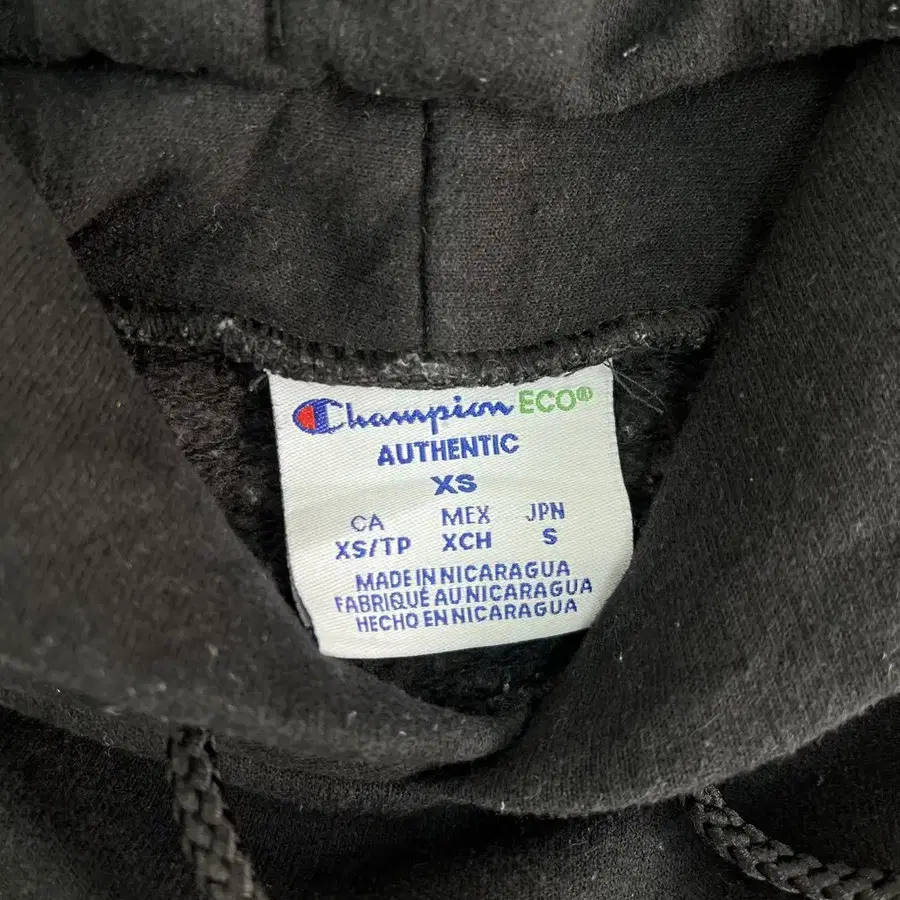 Champion ECO®
AUTHENTIC
XS
CA MEX JPN
XS/TP XCH S
MADE IN NICARAGUA
FABRIQUÉ AU NICARAGUA
HECHO EN NICARAGUA